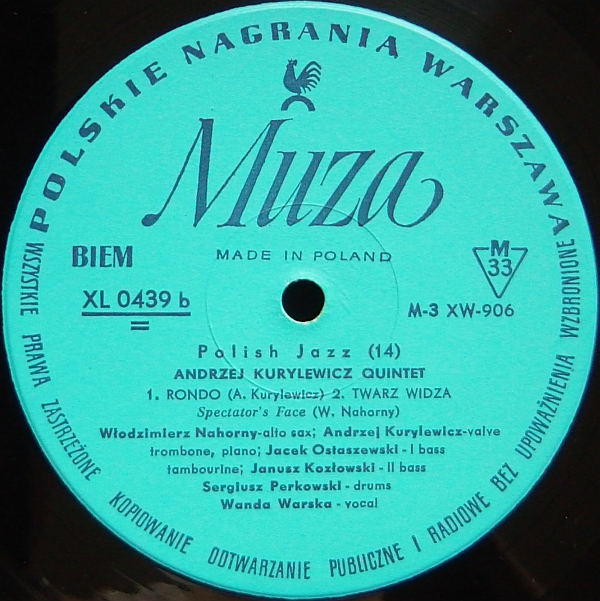 POLSKIE NAGRANIA WARSZAWA
Muza
MADE IN POLAND
BIEM
XL 0439 b
M
33
M-3 XW-906
Polish Jazz (14)
ANDRZEJ KURYLEWICZ QUINTET
1. RONDO (A. Kurylewicz) 2. TWARZ WIDZA
Spectator's Face (W. Nahorny)
Włodzimierz Nahorny-alto sax; Andrzej Kurylewicz-valve
trombone, piano; Jacek Ostaszewski - I bass
tambourine; Janusz Kozłowski - II bass
Sergiusz Perkowski - drums
Wanda Warska - vocal
WSZYSTKIE PRAWA ZASTRZEŻONE KOPIOWANIE ODTWARZANIE PUBLICZNE I RADIOWE BEZ UPOWAŻNIENIA WZBRONIONE